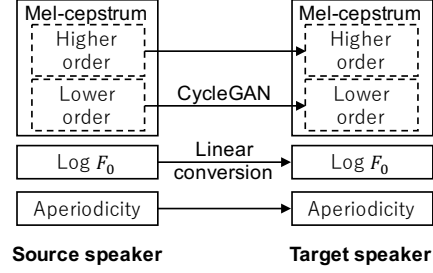 Mel-cepstrum
Higher
order
Lower
order
Log F₀
Aperiodicity
Source speaker
CycleGAN
Linear
conversion
Mel-cepstrum
Higher
order
Lower
order
Log F₀
Aperiodicity
Target speaker